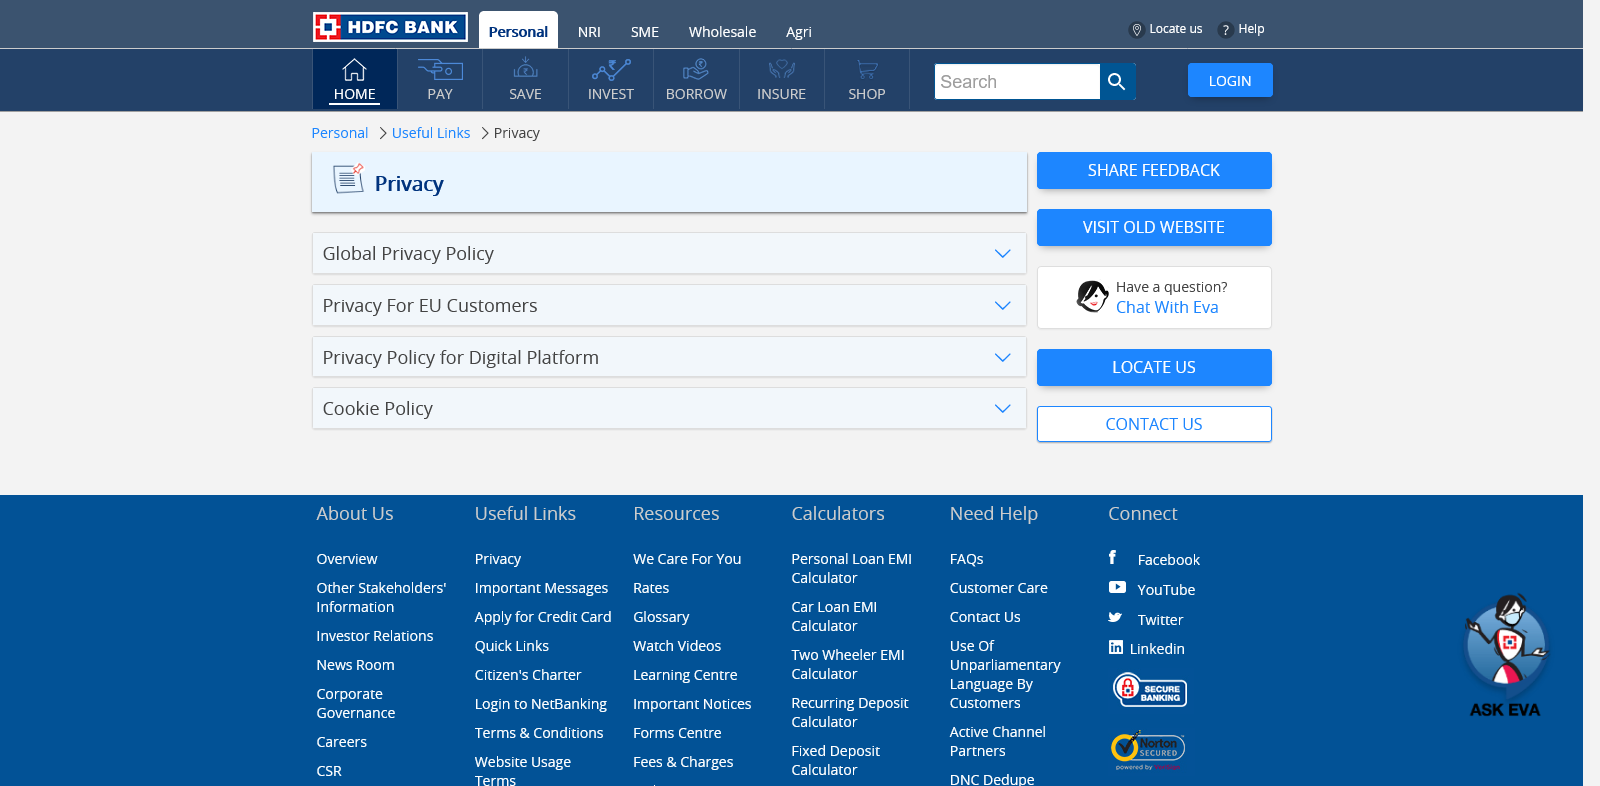 HDFC BANK
Personal
NRI
SME
Wholesale
Agri
Locate us
? Help
HOME
PAY
SAVE
INVEST
BORROW
INSURE
SHOP
Search
LOGIN
Personal > Useful Links > Privacy
Privacy
Global Privacy Policy
Privacy For EU Customers
Privacy Policy for Digital Platform
Cookie Policy
SHARE FEEDBACK
VISIT OLD WEBSITE
Have a question?
Chat With Eva
LOCATE US
CONTACT US
About Us
Overview
Other Stakeholders'
Information
Investor Relations
News Room
Corporate
Governance
Careers
CSR
Useful Links
Privacy
Important Messages
Apply for Credit Card
Quick Links
Citizen's Charter
Login to NetBanking
Terms & Conditions
Website Usage
Terms
Resources
We Care For You
Rates
Glossary
Watch Videos
Learning Centre
Important Notices
Forms Centre
Fees & Charges
Calculators
Personal Loan EMI
Calculator
Car Loan EMI
Calculator
Two Wheeler EMI
Calculator
Recurring Deposit
Calculator
Fixed Deposit
Calculator
Need Help
FAQs
Customer Care
Contact Us
Use Of
Unparliamentary
Language By
Customers
Active Channel
Partners
DNC Dedupe
Connect
Facebook
YouTube
Twitter
Linkedin
SECURE
BANKING
Norton
SECURED
powered by
ASK EVA